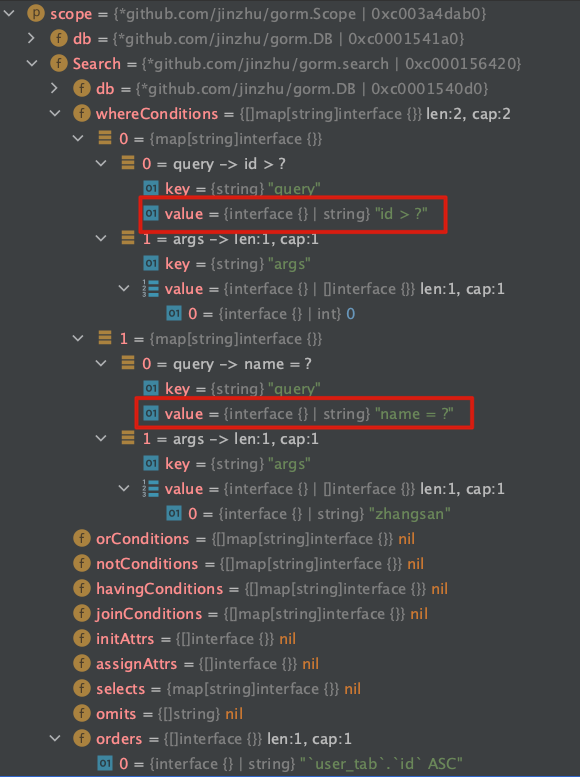 p scope = {*github.com/jinzhu/gorm.Scope | 0xc003a4dab0}
f db = {*github.com/jinzhu/gorm.DB | 0xc0001541a0}
f Search = {*github.com/jinzhu/gorm.search | 0xc000156420}
f db = {*github.com/jinzhu/gorm.DB | 0xc0001540d0}
f whereConditions = {[]map[string]interface {}} len:2, cap:2
0 = {map[string]interface {}}
0 = query -> id > ?
01 key = {string} "query"
01 value = {interface {} | string} "id > ?"
1 = args -> len:1, cap:1
01 key = {string} "args"
value = {interface {} | []interface {}} len:1, cap:1
01 0 = {interface {} | int} 0
1 = {map[string]interface {}}
0 = query -> name = ?
01 key = {string} "query"
01 value = {interface {} | string} "name = ?"
1 = args -> len:1, cap:1
01 key = {string} "args"
value = {interface {} | []interface {}} len:1, cap:1
01 0 = {interface {} | string} "zhangsan"
f orConditions = {[]map[string]interface {}} nil
f notConditions = {[]map[string]interface {}} nil
f havingConditions = {[]map[string]interface {}} nil
f joinConditions = {[]map[string]interface {}} nil
f initAttrs = {[]interface {}} nil
f assignAttrs = {[]interface {}} nil
f selects = {map[string]interface {}} nil
f omits = {[]string} nil
f orders = {[]interface {}} len:1, cap:1
01 0 = {interface {} | string} "`user_tab`.`id` ASC"